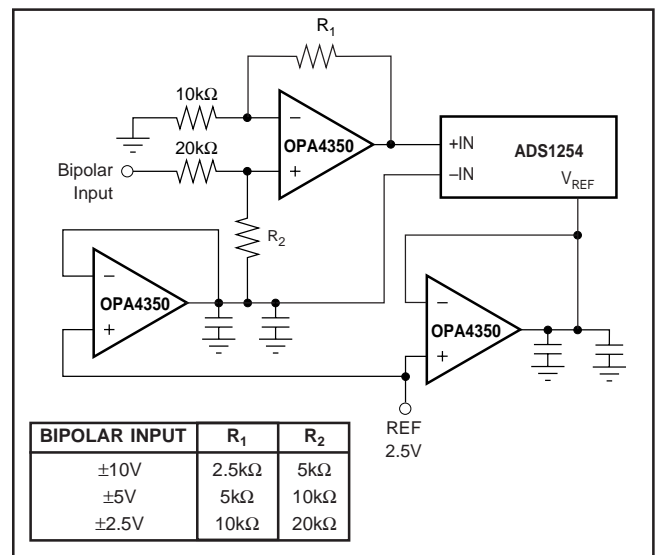 R₁
10kΩ
−
OPA4350
+
20kΩ
Bipolar
Input
R₂
+IN
−IN
ADS1254
V_REF
−
OPA4350
+
−
OPA4350
+
REF
2.5V
BIPOLAR INPUT R₁ R₂
±10V 2.5kΩ 5kΩ
±5V 5kΩ 10kΩ
±2.5V 10kΩ 20kΩ